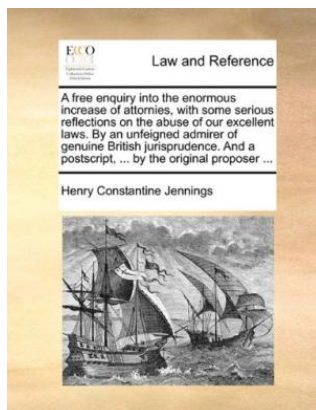 ECCO
Law and Reference
A free enquiry into the enormous
increase of attornies, with some serious
reflections on the abuse of our excellent
laws. By an unfeigned admirer of
genuine British jurisprudence. And a
postscript, ... by the original proposer ...
Henry Constantine Jennings